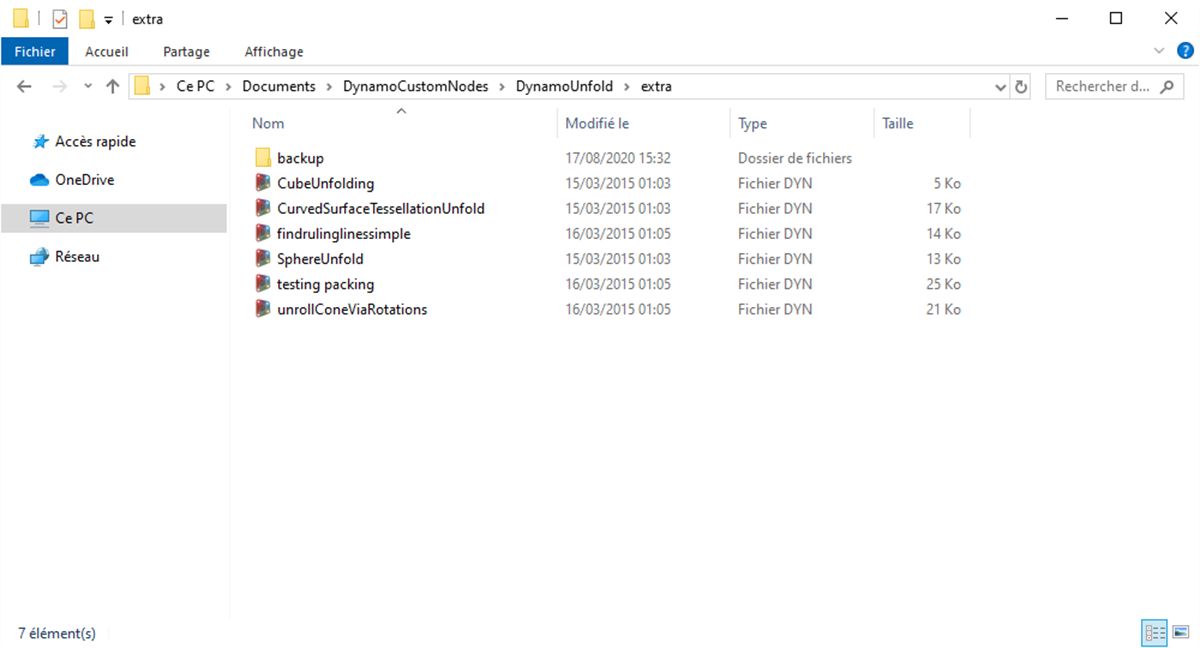 extra
Fichier Accueil Partage Affichage
Ce PC Documents DynamoCustomNodes DynamoUnfold extra Rechercher d...
Nom Modifié le Type Taille
Accès rapide
OneDrive
Ce PC
Réseau
backup 17/08/2020 15:32 Dossier de fichiers
CubeUnfolding 15/03/2015 01:03 Fichier DYN 5 Ko
CurvedSurfaceTessellationUnfold 15/03/2015 01:03 Fichier DYN 17 Ko
findrulinglinessimple 16/03/2015 01:05 Fichier DYN 14 Ko
SphereUnfold 15/03/2015 01:03 Fichier DYN 13 Ko
testing packing 16/03/2015 01:05 Fichier DYN 25 Ko
unrollConeViaRotations 16/03/2015 01:05 Fichier DYN 21 Ko
7 élément(s)